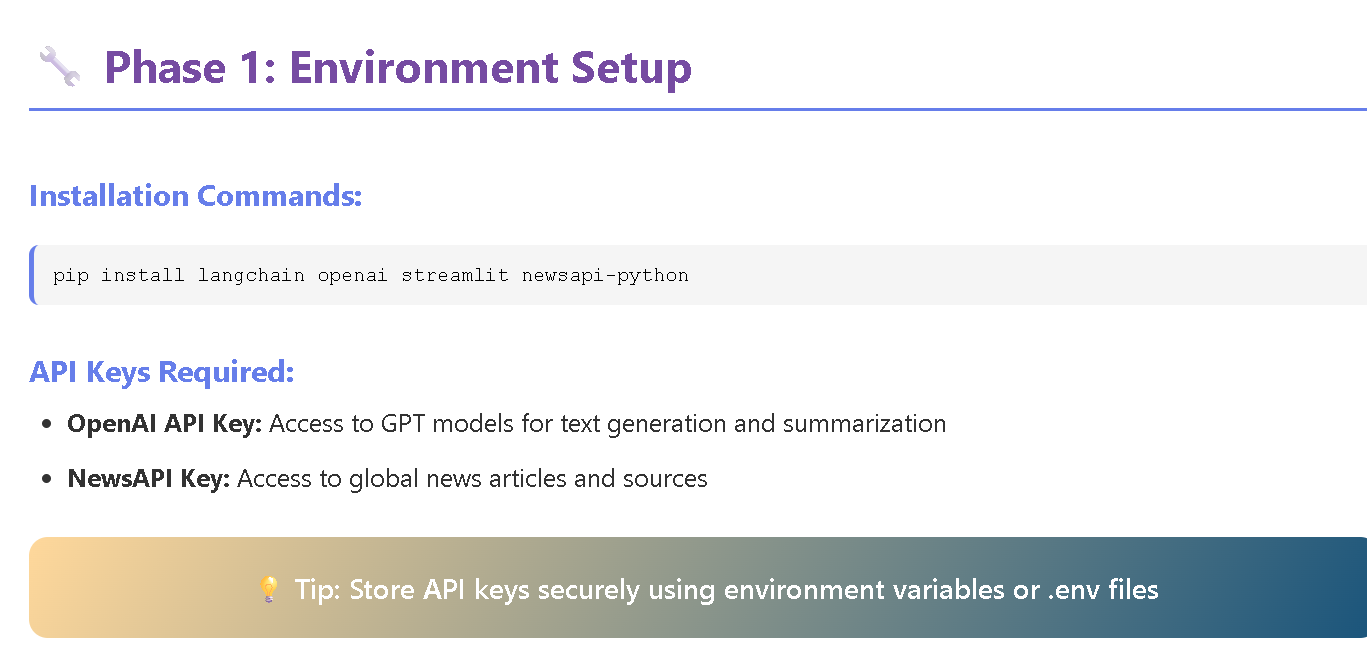 Phase 1: Environment Setup
Installation Commands:
pip install langchain openai streamlit newsapi-python
API Keys Required:
• OpenAI API Key: Access to GPT models for text generation and summarization
• NewsAPI Key: Access to global news articles and sources
Tip: Store API keys securely using environment variables or .env files